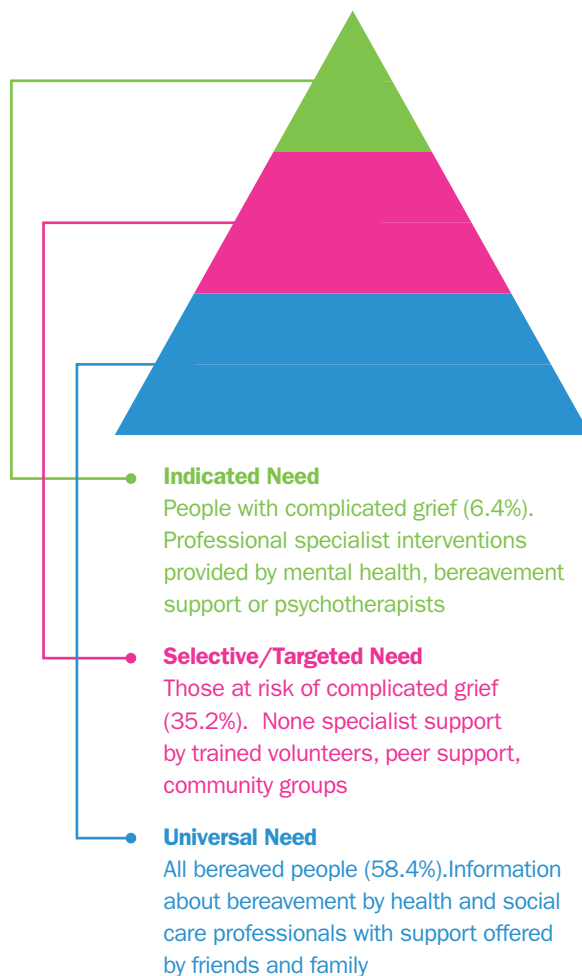 Indicated Need
People with complicated grief (6.4%).
Professional specialist interventions
provided by mental health, bereavement
support or psychotherapists
Selective/Targeted Need
Those at risk of complicated grief
(35.2%).  None specialist support
by trained volunteers, peer support,
community groups
Universal Need
All bereaved people (58.4%).Information
about bereavement by health and social
care professionals with support offered
by friends and family